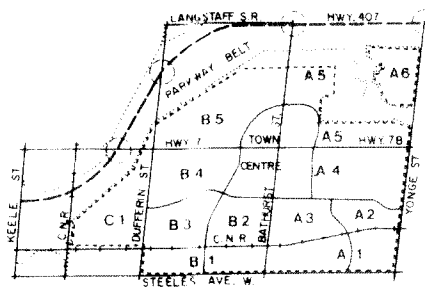 LANGSTAFF S.R.
HWY. 407
PARKWAY BELT
A 5
A 6
B 5
HWY 7
TOWN CENTRE
ST.
A 5
HWY 7B
B 4
A 4
KEELE ST
C.N.R
C 1
DUFFERIN ST
B 3
B 2
C.N.R
BATHURST
A 3
A 2
YONGE ST
B 1
A 1
STEELES AVE. W.